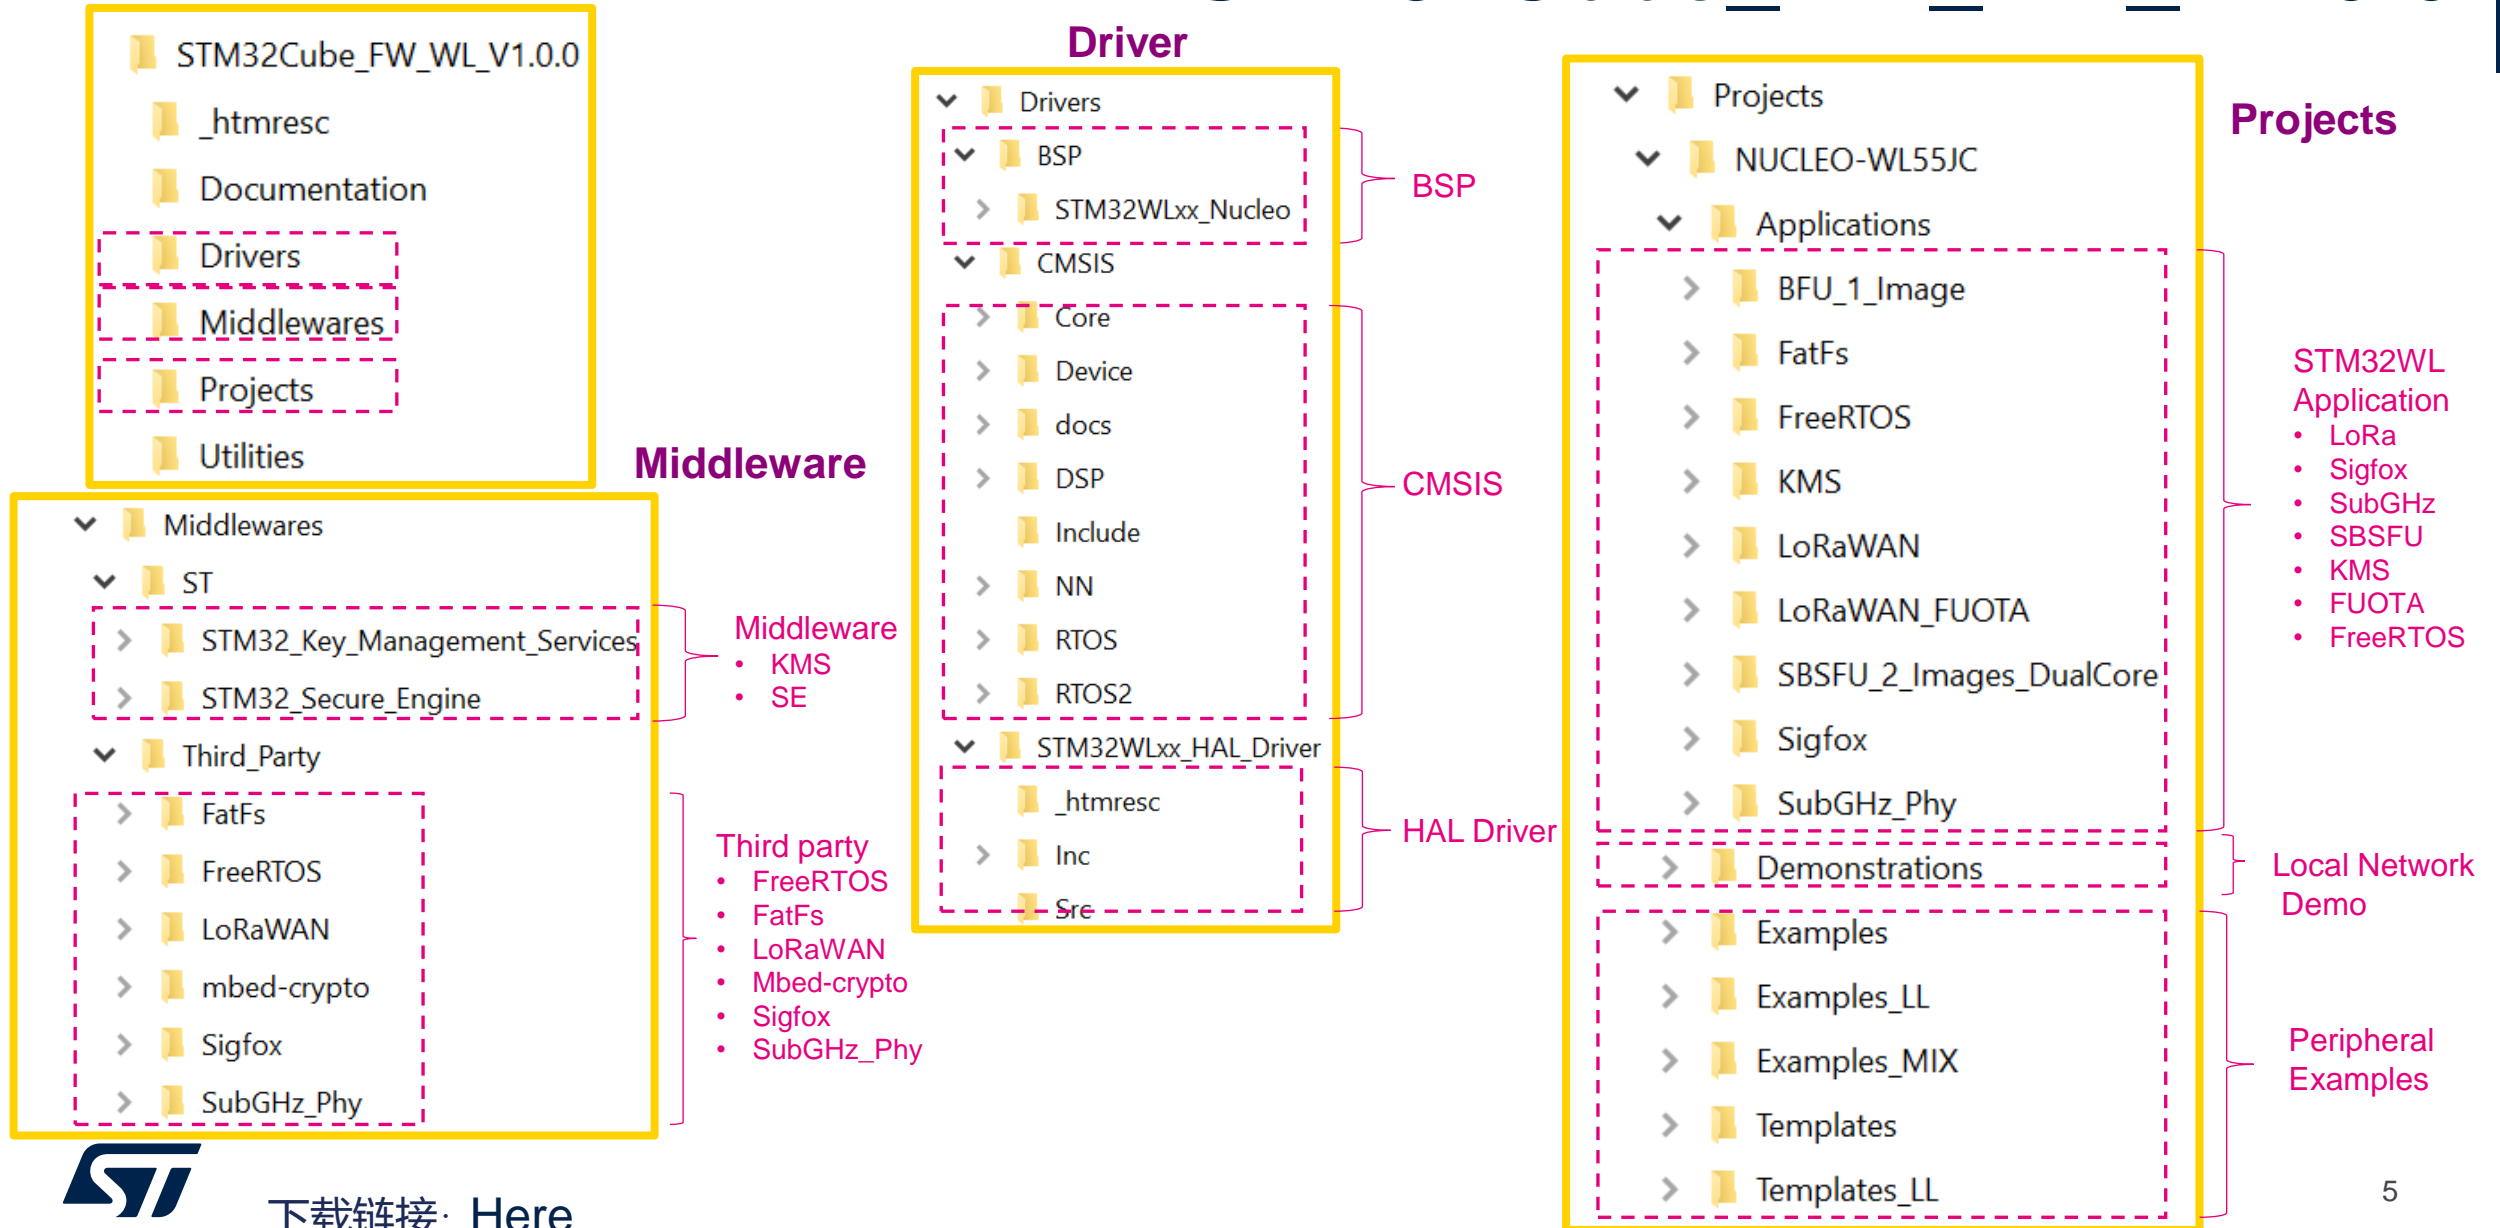 STM32Cube_FW_WL_V1.0.0
_htmresc
Documentation
Drivers
Middlewares
Projects
Utilities
Middleware
Middlewares
ST
STM32_Key_Management_Services
STM32_Secure_Engine
Third_Party
FatFs
FreeRTOS
LoRaWAN
mbed-crypto
Sigfox
SubGHz_Phy
Middleware
• KMS
• SE
Third party
• FreeRTOS
• FatFs
• LoRaWAN
• Mbed-crypto
• Sigfox
• SubGHz_Phy
Driver
Drivers
BSP
STM32WLxx_Nucleo
CMSIS
Core
Device
docs
DSP
Include
NN
RTOS
RTOS2
STM32WLxx_HAL_Driver
_htmresc
Inc
Src
BSP
CMSIS
HAL Driver
Projects
Projects
NUCLEO-WL55JC
Applications
BFU_1_Image
FatFs
FreeRTOS
KMS
LoRaWAN
LoRaWAN_FUOTA
SBSFU_2_Images_DualCore
Sigfox
SubGHz_Phy
Demonstrations
Examples
Examples_LL
Examples_MIX
Templates
Templates_LL
STM32WL
Application
• LoRa
• Sigfox
• SubGHz
• SBSFU
• KMS
• FUOTA
• FreeRTOS
Local Network
Demo
Peripheral
Examples
ST
下载链接: Here
5